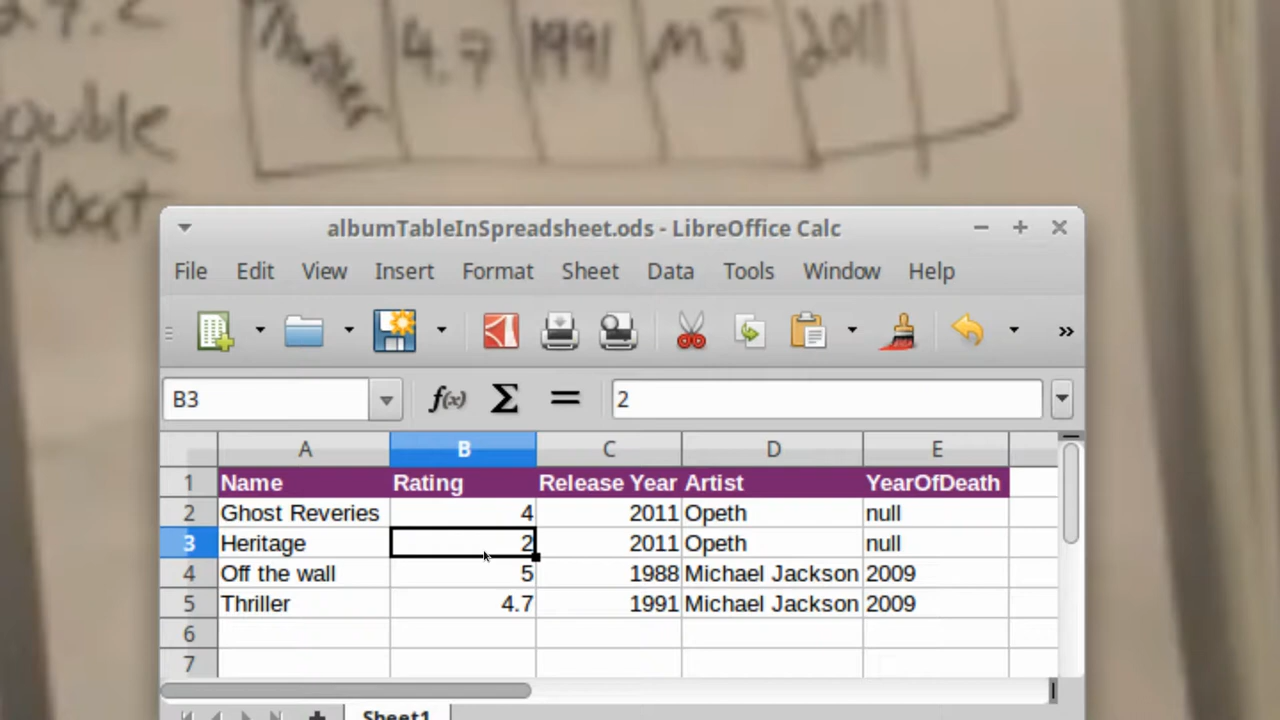 Thriller 4.7 1991 MJ 2011
float
albumTableInSpreadsheet.ods - LibreOffice Calc
File Edit View Insert Format Sheet Data Tools Window Help
B3 f(x) Σ = 2
A B C D E
1 Name Rating Release Year Artist YearOfDeath
2 Ghost Reveries 4 2011 Opeth null
3 Heritage 2 2011 Opeth null
4 Off the wall 5 1988 Michael Jackson 2009
5 Thriller 4.7 1991 Michael Jackson 2009
6
7
Sheet1